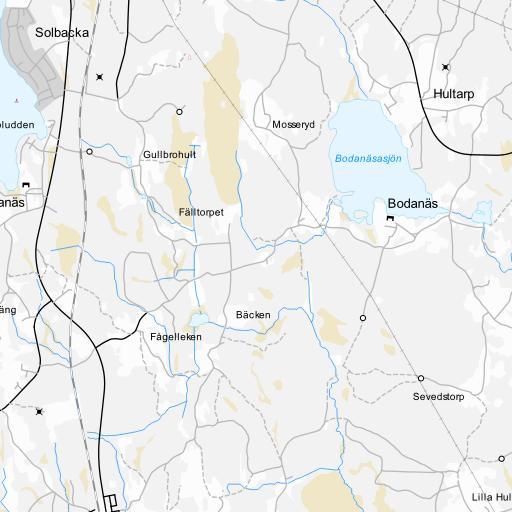 Solbacka
Hultarp
Mosseryd
Gullbrohult
Bodanäsasjön
Bodanäs
Fälltorpet
Bäcken
Fågelleken
Sevedstorp